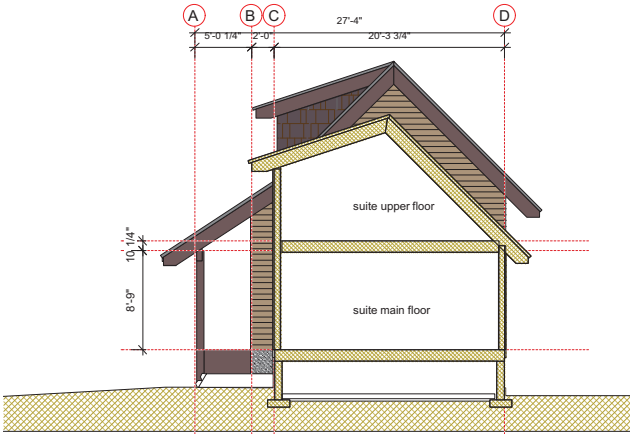 A B C D
27'-4"
5'-0 1/4" 2'-0" 20'-3 3/4"
suite upper floor
10 1/4"
8'-9"
suite main floor